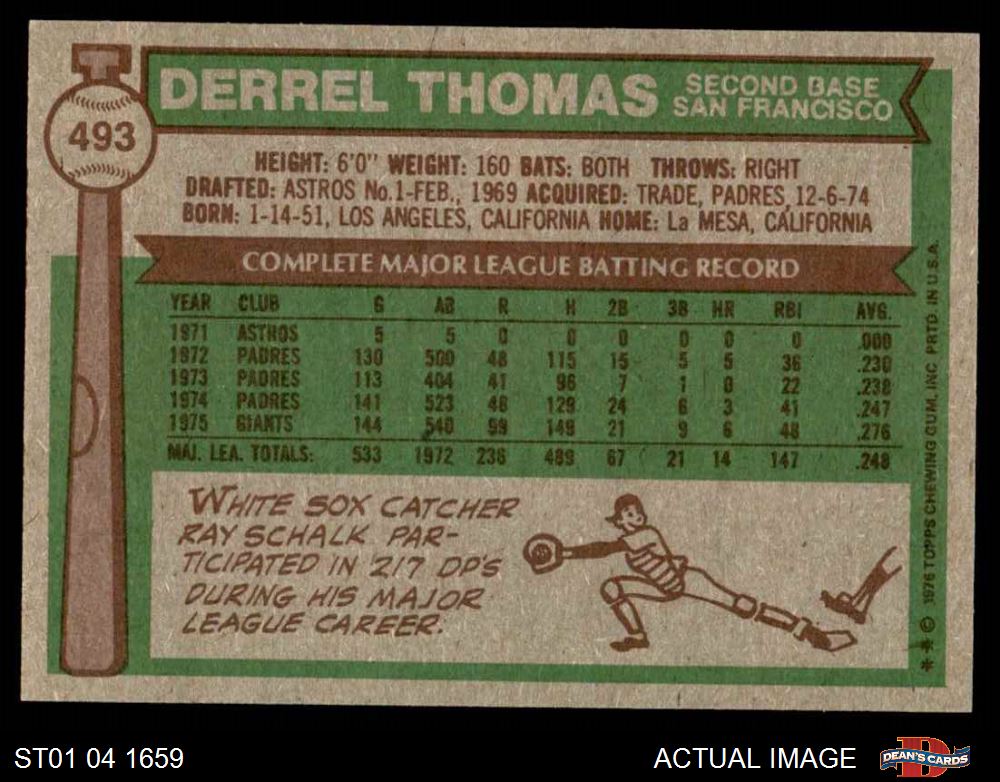 493
DERREL THOMAS
SECOND BASE
SAN FRANCISCO
HEIGHT: 6'0" WEIGHT: 160 BATS: BOTH THROWS: RIGHT
DRAFTED: ASTROS No.1-FEB., 1969 ACQUIRED: TRADE, PADRES, 12-6-74
BORN: 1-14-51, LOS ANGELES, CALIFORNIA HOME: La MESA, CALIFORNIA
COMPLETE MAJOR LEAGUE BATTING RECORD
YEAR CLUB G AB R H 2B 3B HR RBI AVG.
1971 ASTROS 5 5 0 0 0 0 0 0 .000
1972 PADRES 130 500 48 115 15 5 5 36 .230
1973 PADRES 113 404 41 96 7 1 0 22 .238
1974 PADRES 141 523 48 129 24 6 3 41 .247
1975 GIANTS 144 540 99 149 21 9 6 48 .276
MAJ. LEA. TOTALS: 533 1972 236 489 67 21 14 147 .248
WHITE SOX CATCHER
RAY SCHALK PAR-
TICIPATED IN 217 DP'S
DURING HIS MAJOR
LEAGUE CAREER.
** © 1976 TOPPS CHEWING GUM, INC PRTD. IN U.S.A.
ST01 04 1659
ACTUAL IMAGE
D
DEAN'S CARDS